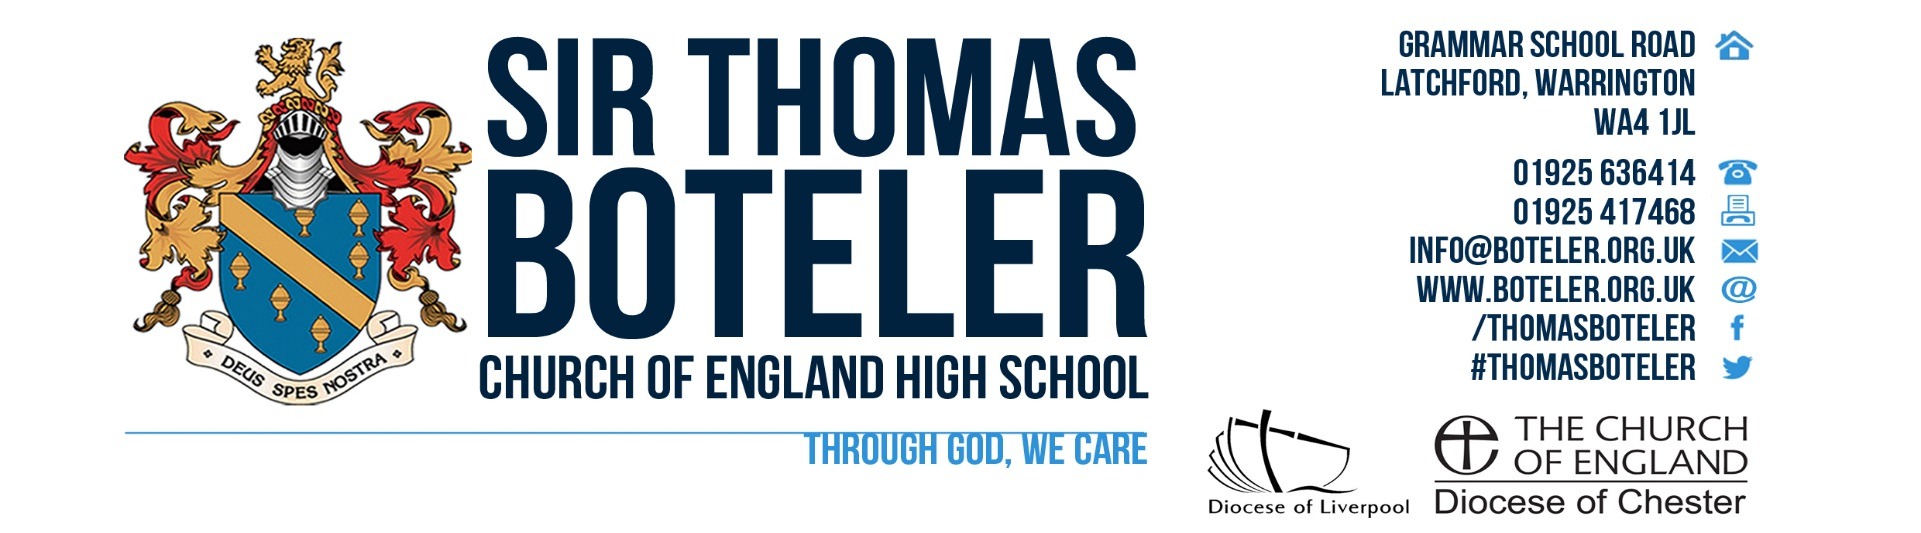 SIR THOMAS
BOTELER
CHURCH OF ENGLAND HIGH SCHOOL
THROUGH GOD, WE CARE
DEUS SPES NOSTRA
GRAMMAR SCHOOL ROAD
LATCHFORD, WARRINGTON
WA4 1JL
01925 636414
01925 417468
INFO@BOTELER.ORG.UK
WWW.BOTELER.ORG.UK
/THOMASBOTELER
#THOMASBOTELER
Diocese of Liverpool
THE CHURCH
OF ENGLAND
Diocese of Chester